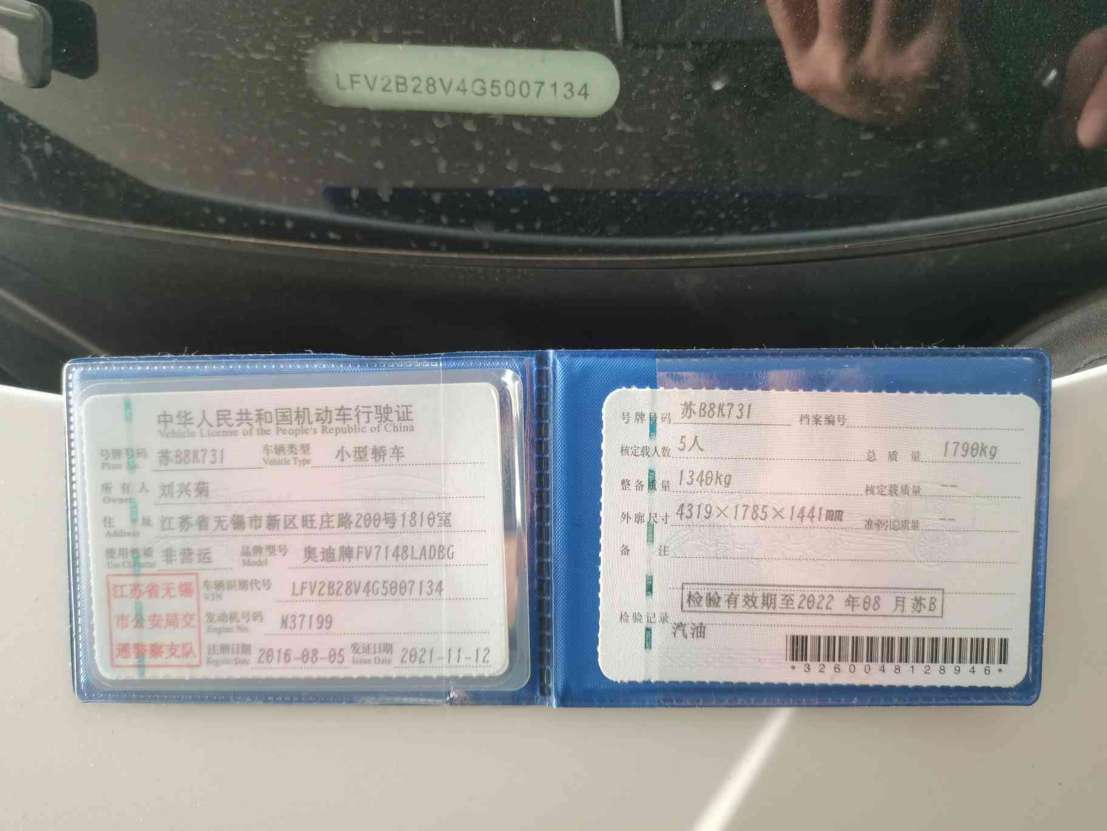 LFV2B28V4G5007134
中华人民共和国机动车行驶证
Vehicle License of the People's Republic of China
号牌号码 苏B8K731 车辆类型 小型轿车
Plate No. Vehicle Type
所有人 刘兴菊
Owner
住址 江苏省无锡市新区旺庄路200号1810室
Address
使用性质 非营运 品牌型号 奥迪牌FV7148LADBG
Use Character Model
江苏省无锡
市公安局交
通警察支队
车辆识别代号 LFV2B28V4G5007134
VIN
发动机号码 N37199
Engine No.
注册日期 2016-08-05 发证日期 2021-11-12
Register Date Issue Date
号牌号码 苏B8K731 档案编号
核定载人数 5人 总质量 1790kg
整备质量 1340kg 核定载质量 --
外廓尺寸 4319×1785×1441mm 准牵引总质量 --
备注
检验有效期至2022 年08 月苏B
检验记录
汽油
*3260048128946*